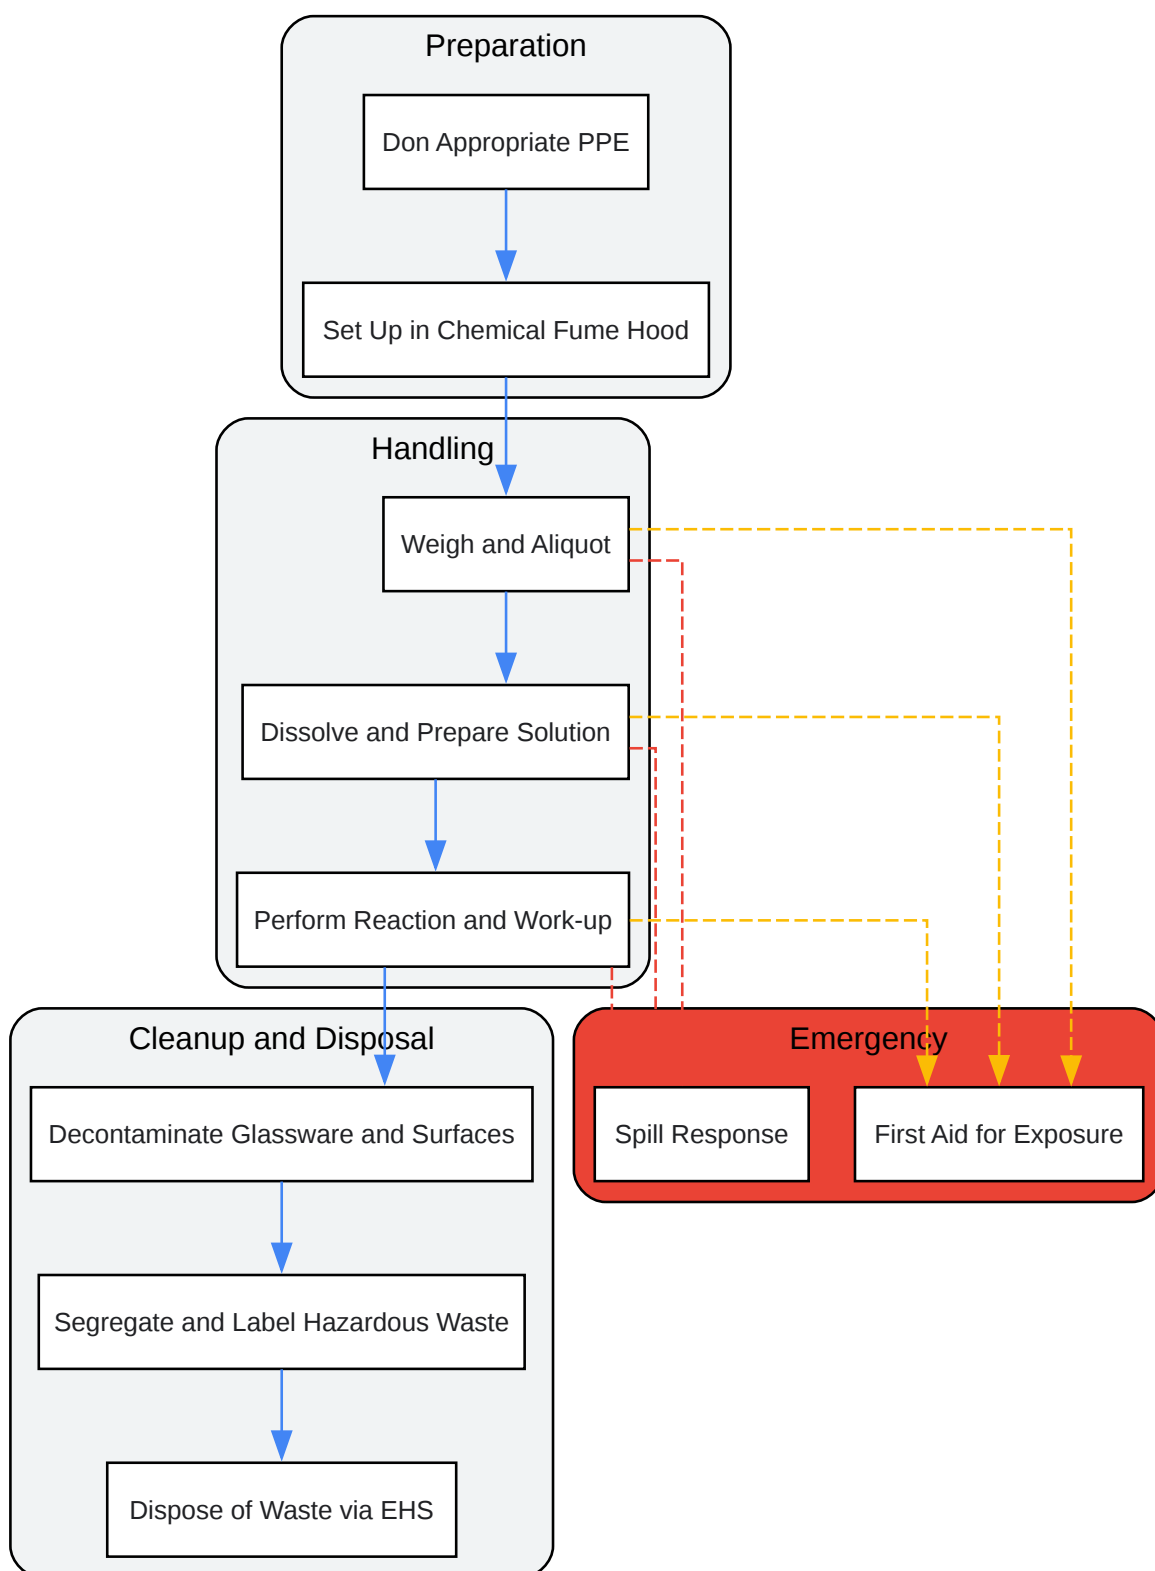 Preparation
Don Appropriate PPE
Set Up in Chemical Fume Hood
Handling
Weigh and Aliquot
Dissolve and Prepare Solution
Perform Reaction and Work-up
Cleanup and Disposal
Decontaminate Glassware and Surfaces
Segregate and Label Hazardous Waste
Dispose of Waste via EHS
Emergency
Spill Response
First Aid for Exposure